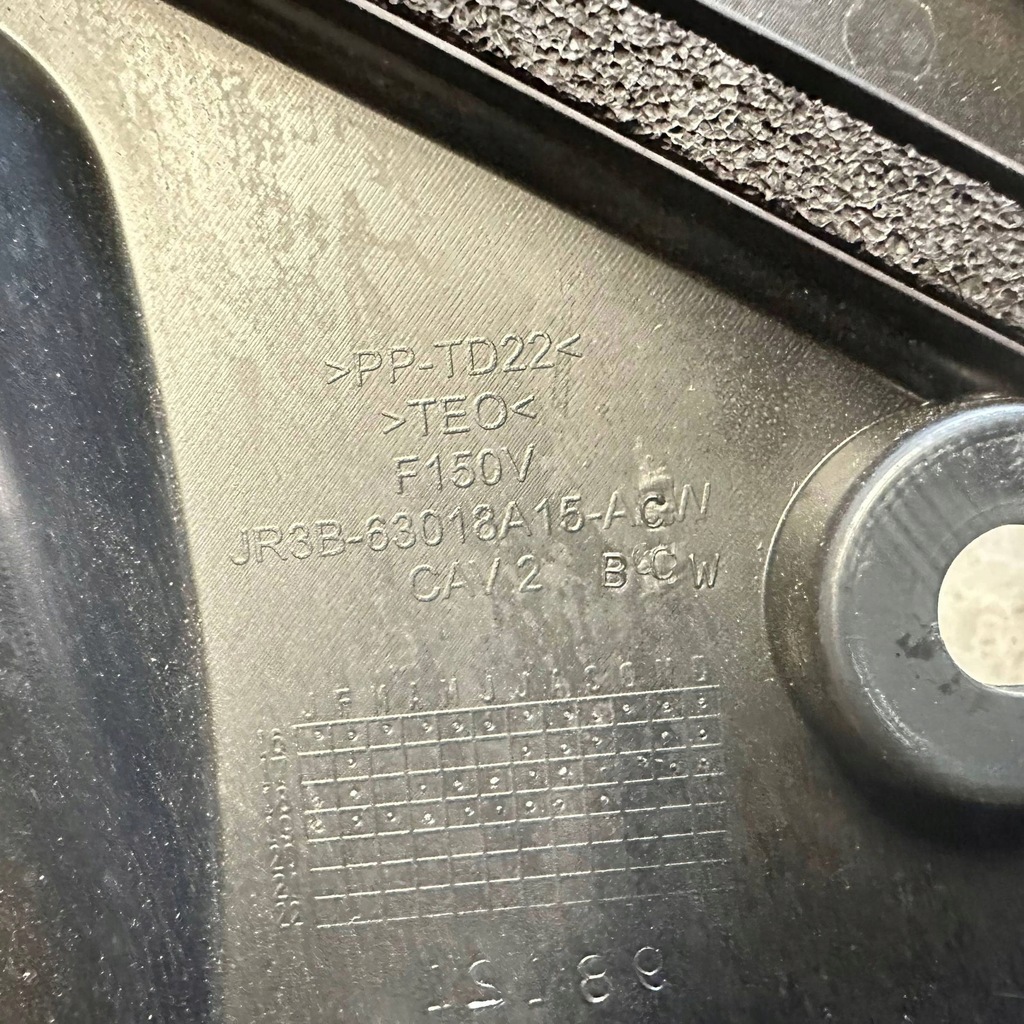 >PP-TD22<
>TEO<
F150V
JR3B-63018A15-ACW
CAV 2 BCW
J F M A M J J A S O N D